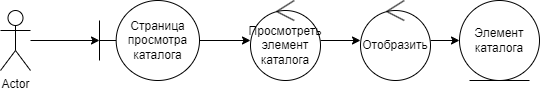 Actor
Страница
просмотра
каталога
Просмотреть
элемент
каталога
Отобразить
Элемент
каталога